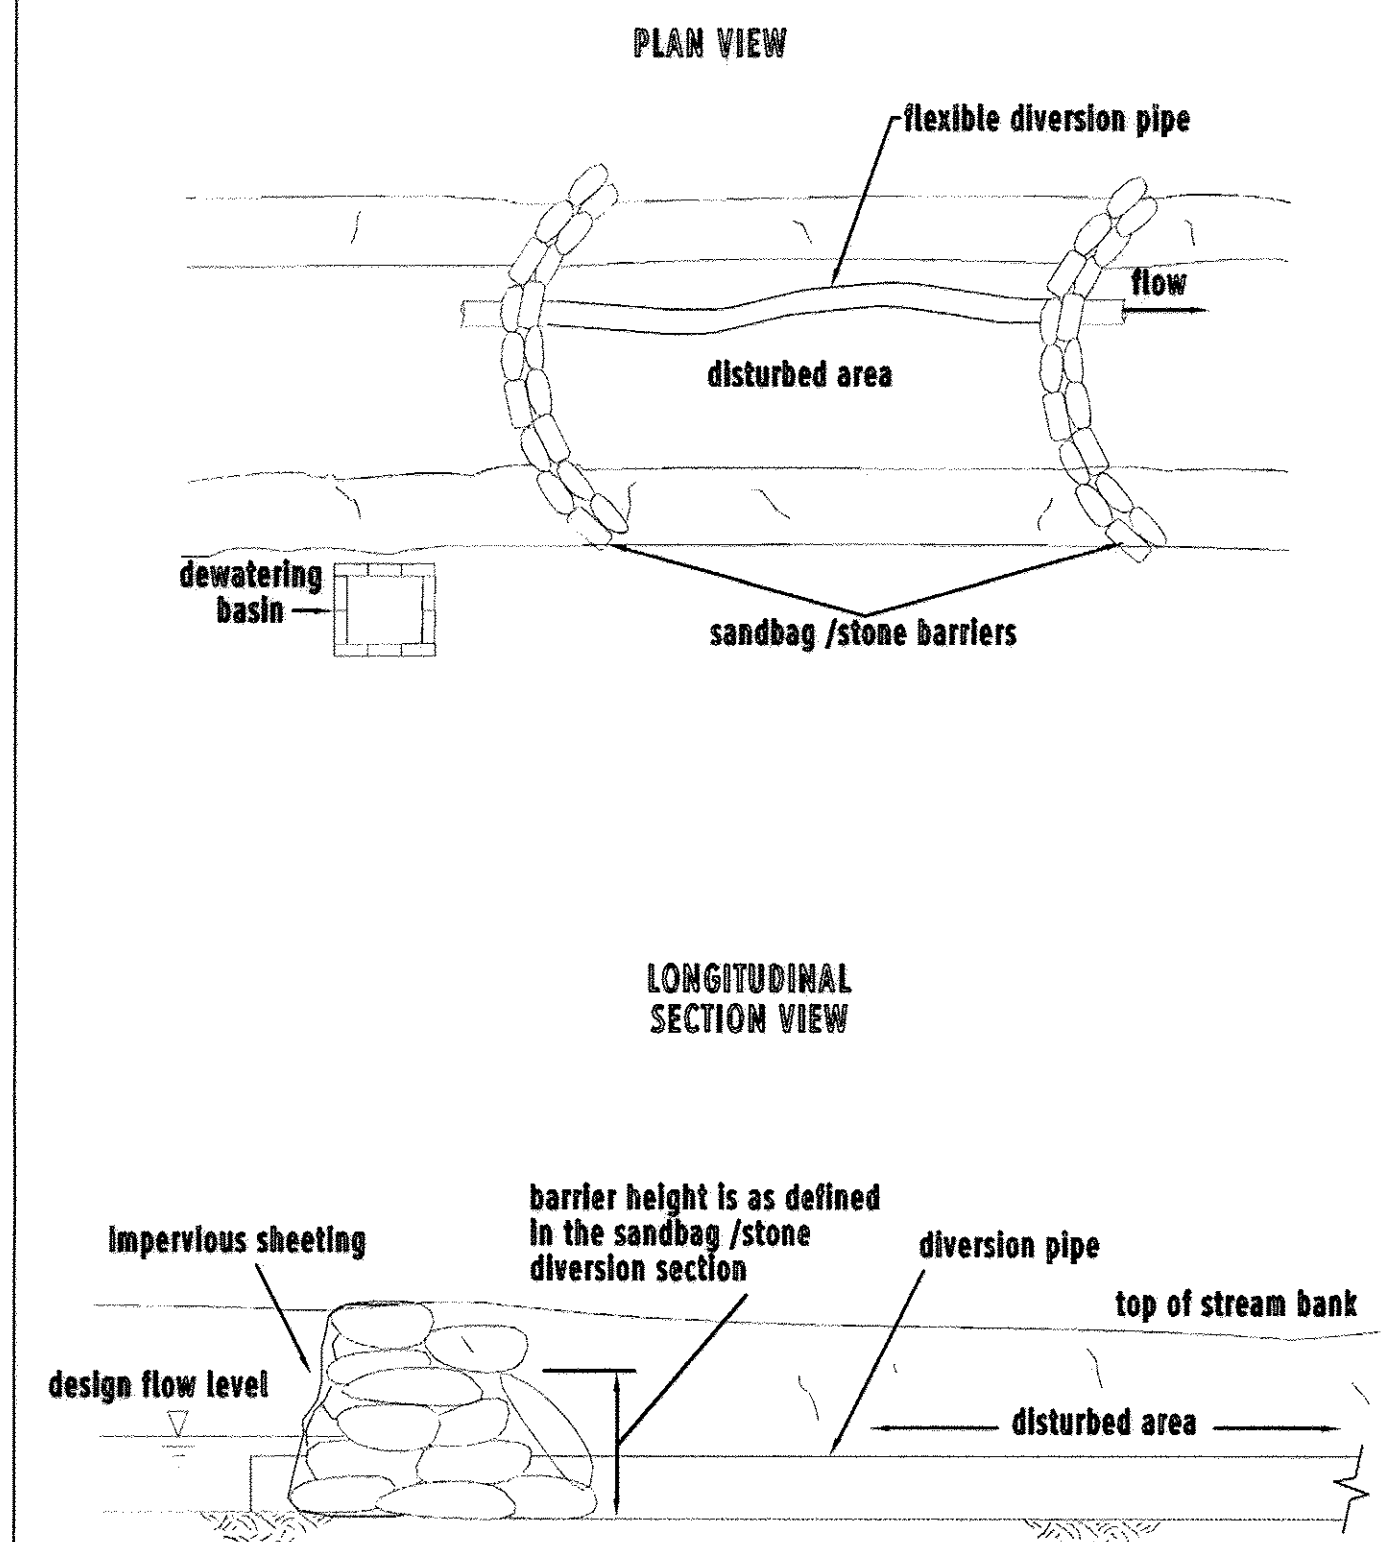 PLAN VIEW
flexible diversion pipe
flow
disturbed area
dewatering
basin
sandbag /stone barriers
LONGITUDINAL
SECTION VIEW
barrier height is as defined
in the sandbag /stone
diversion section
impervious sheeting
diversion pipe
top of stream bank
design flow level
disturbed area